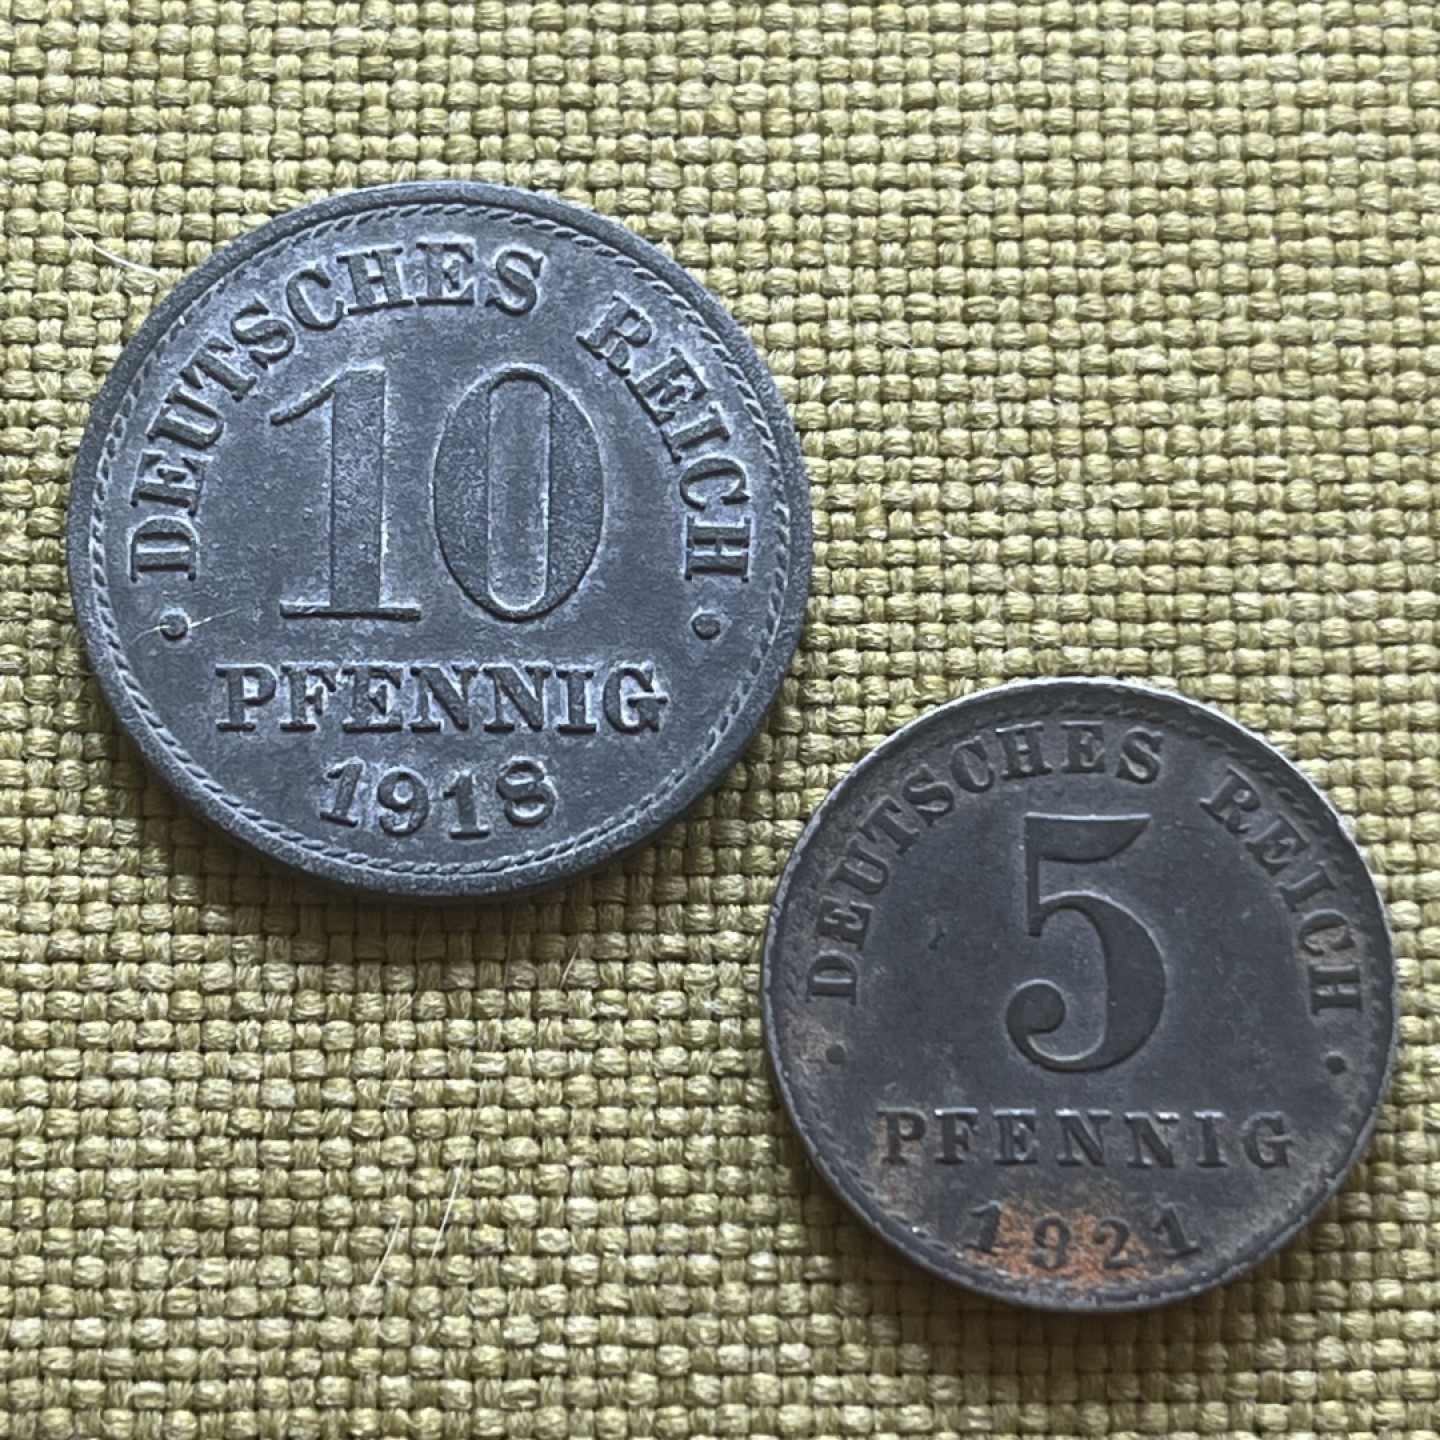 DEUTSCHES REICH
10
PFENNIG
1918
DEUTSCHES REICH
5
PFENNIG
1921